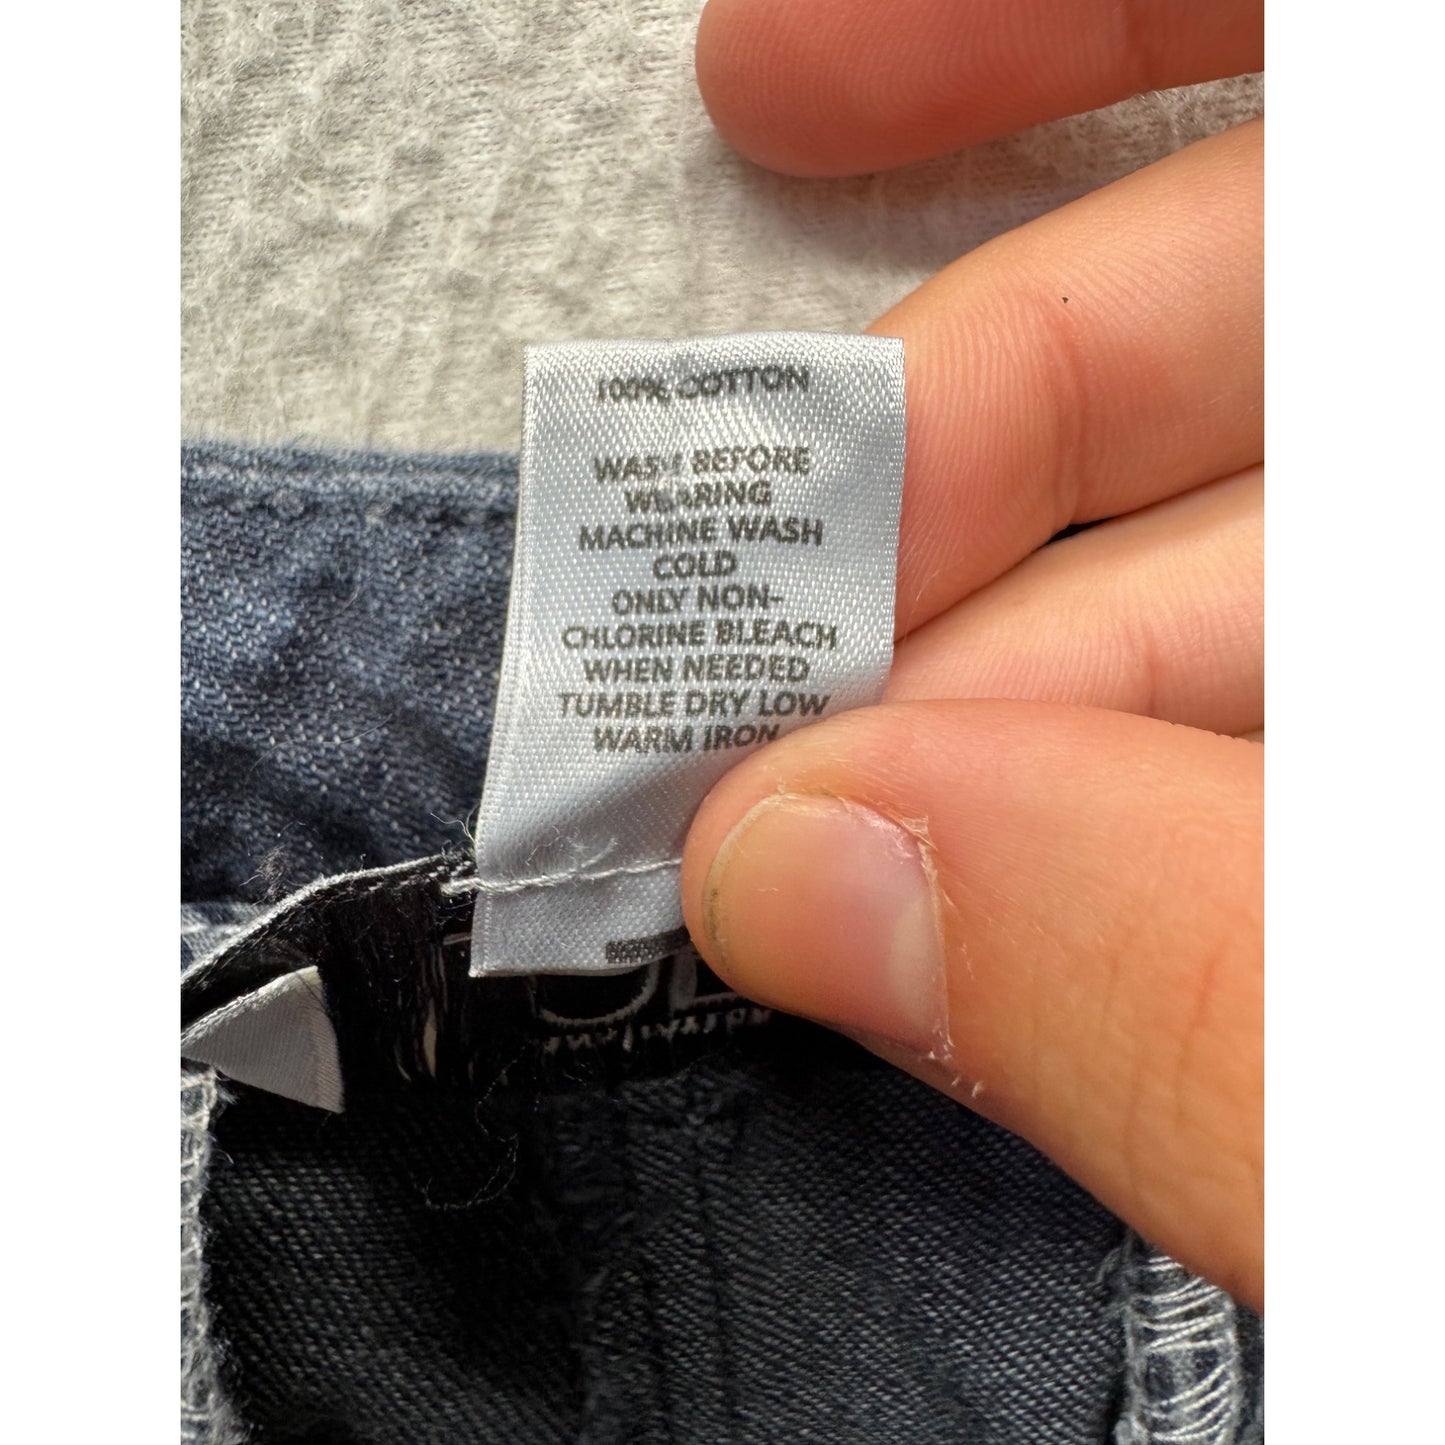 100% COTTON
WASH BEFORE
WEARING
MACHINE WASH
COLD
ONLY NON-
CHLORINE BLEACH
WHEN NEEDED
TUMBLE DRY LOW
WARM IRON